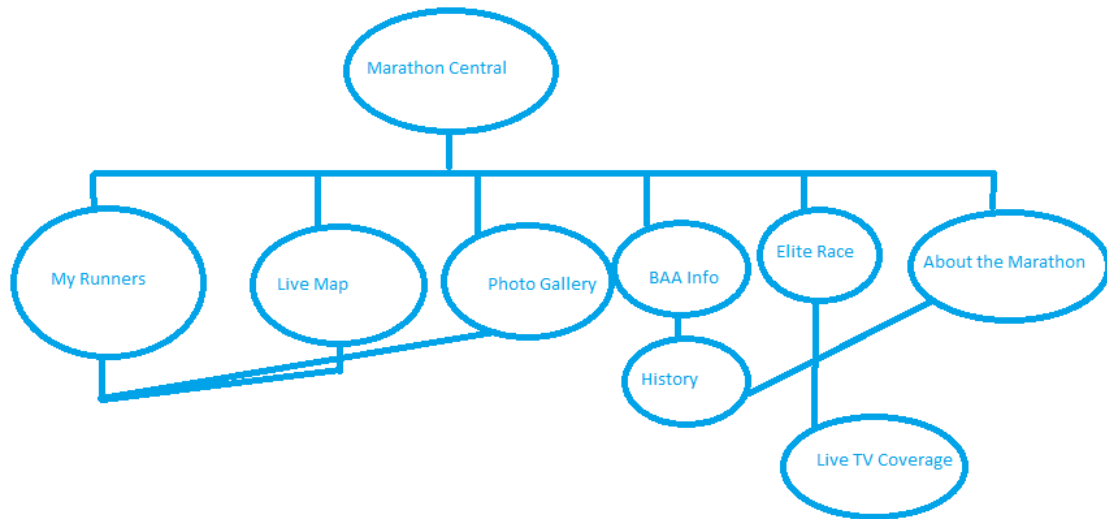 Marathon Central
My Runners
Live Map
Photo Gallery
BAA Info
Elite Race
About the Marathon
History
Live TV Coverage